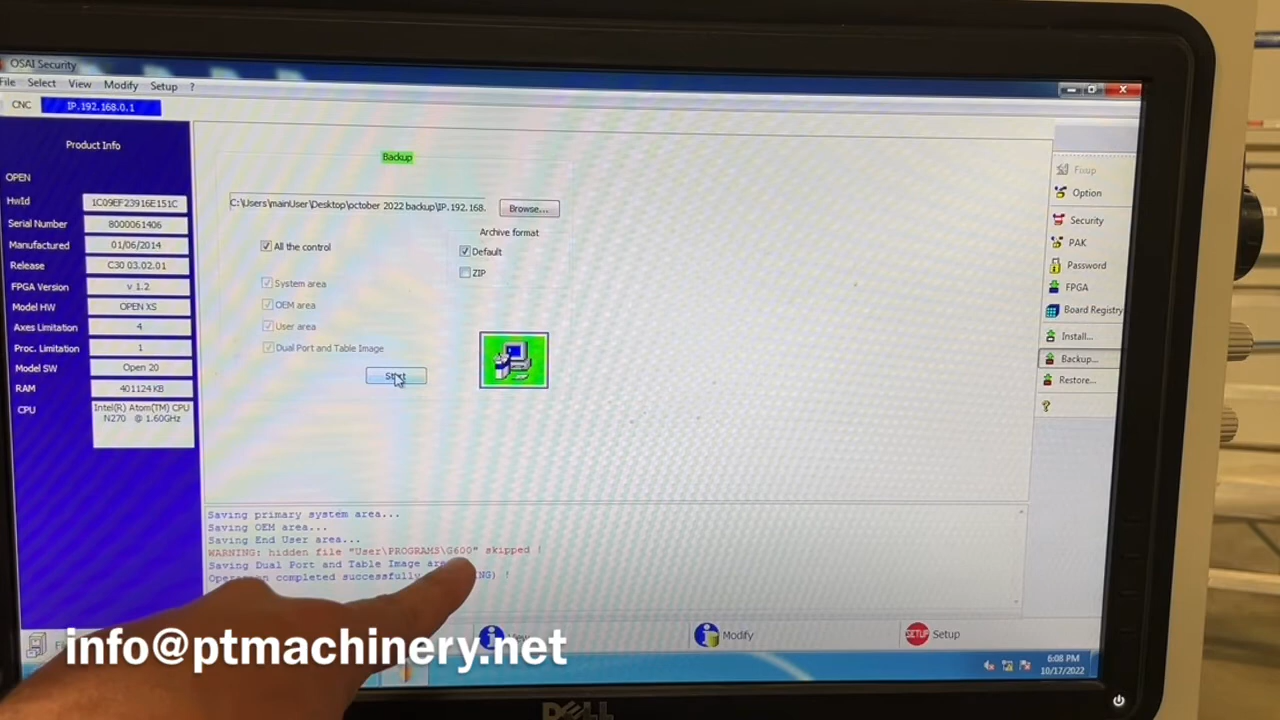 OSAI Security
File Select View Modify Setup ?
CNC IP.192.168.0.1
Product Info
OPEN
HwId 1C09EF23916E151C
Serial Number 8000061406
Manufactured 01/06/2014
Release C30 03.02.01
FPGA Version v 1.2
Model HW OPEN XS
Axes Limitation 4
Proc. Limitation 1
Model SW Open 20
RAM 401124 KB
CPU Intel(R) Atom(TM) CPU
N270 @ 1.60GHz
Backup
C:\Users\mainUser\Desktop\october 2022 backup\IP.192.168.
Browse...
Archive format
All the control
Default
ZIP
System area
OEM area
User area
Dual Port and Table Image
Start
Fixup
Option
Security
PAK
Password
FPGA
Board Registry
Install...
Backup...
Restore...
?
Saving primary system area...
Saving OEM area...
Saving End User area...
WARNING: hidden file "User\PROGRAMS\G600" skipped !
Saving Dual Port and Table Image
completed successfully !
Modify
SETUP Setup
info@ptmachinery.net
6:08 PM
10/17/2022
DELL